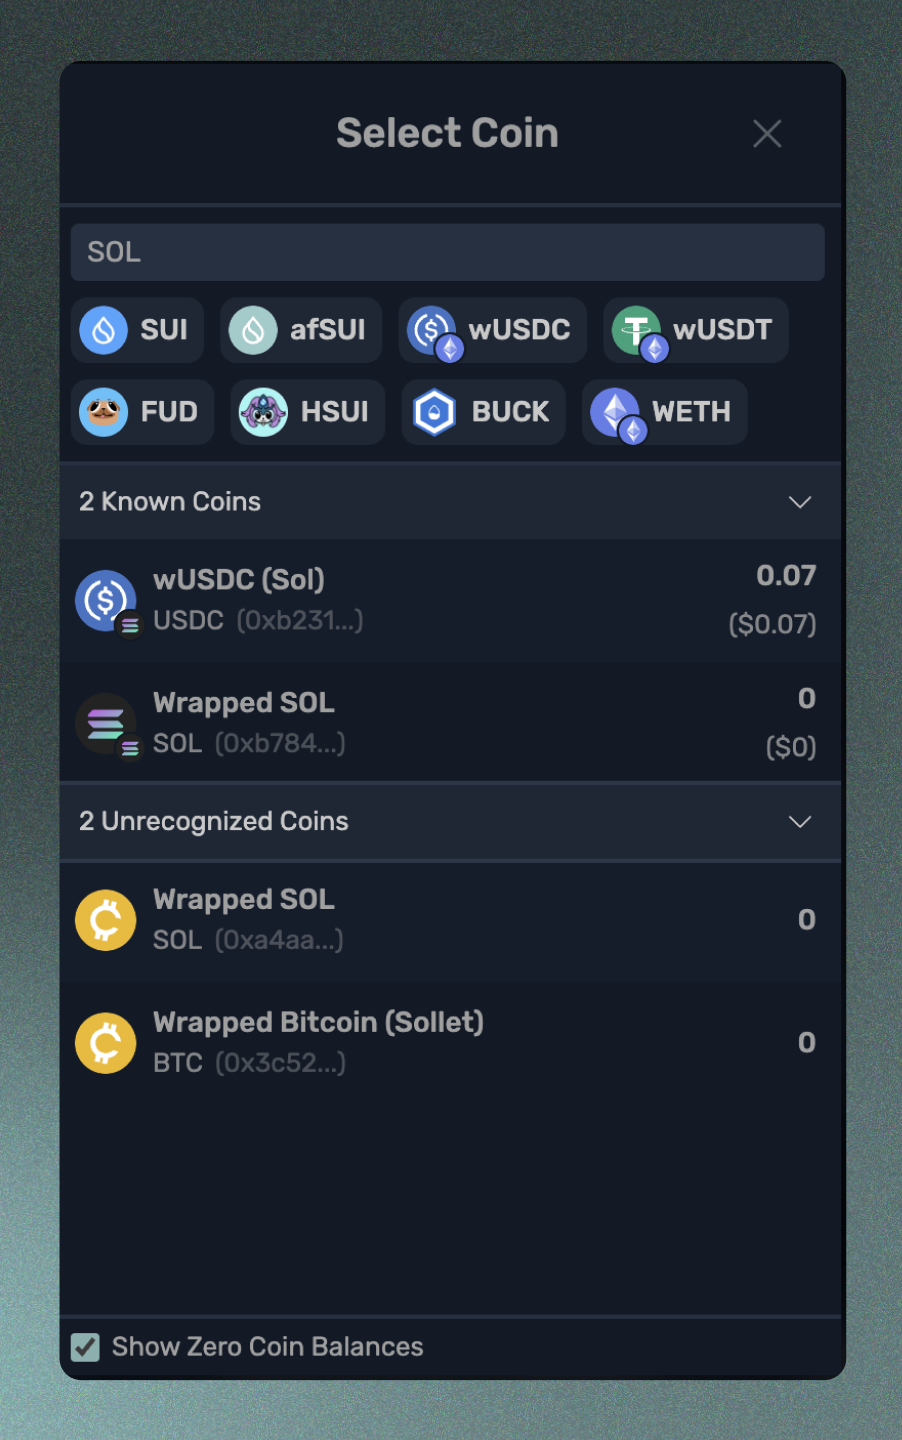 Select Coin
SOL
SUI afSUI wUSDC wUSDT
FUD HSUI BUCK WETH
2 Known Coins
wUSDC (Sol) 0.07
USDC (0xb231...) ($0.07)
Wrapped SOL 0
SOL (0xb784...) ($0)
2 Unrecognized Coins
Wrapped SOL 0
SOL (0xa4aa...)
Wrapped Bitcoin (Sollet) 0
BTC (0x3c52...)
Show Zero Coin Balances